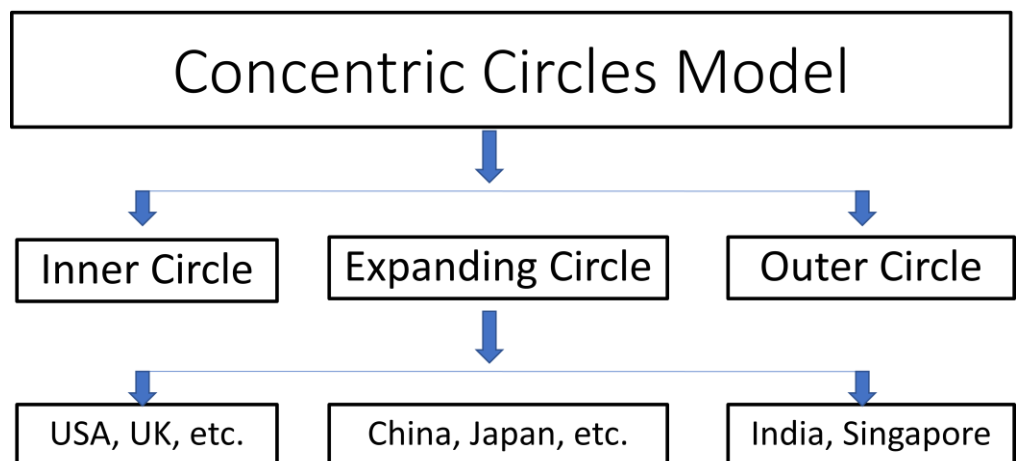 Concentric Circles Model
Inner Circle
Expanding Circle
Outer Circle
USA, UK, etc.
China, Japan, etc.
India, Singapore